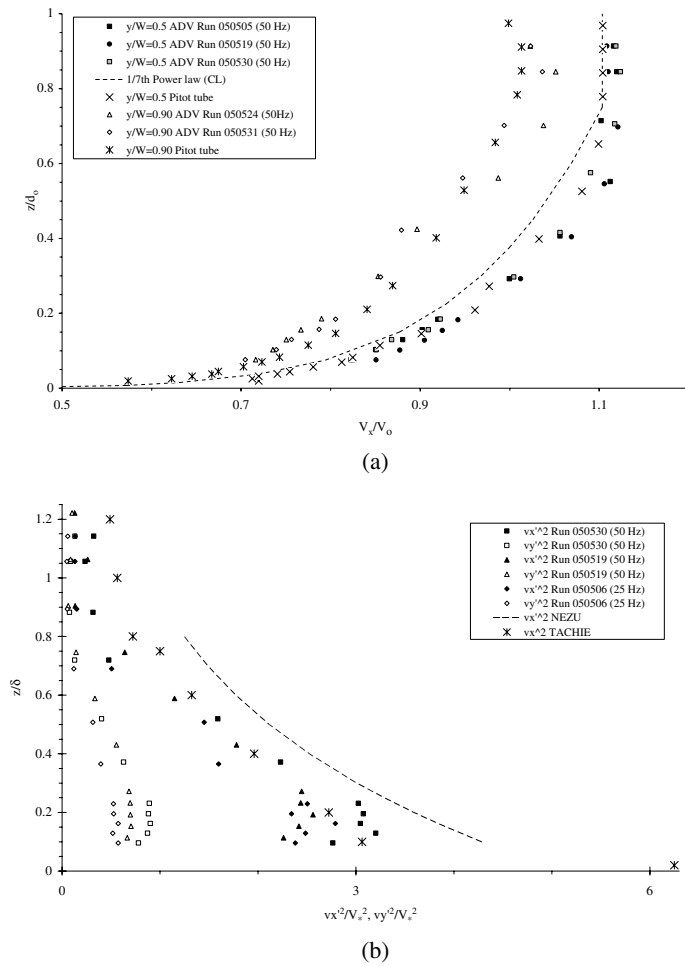 1
y/W=0.5 ADV Run 050505 (50 Hz)
y/W=0.5 ADV Run 050519 (50 Hz)
y/W=0.5 ADV Run 050530 (50 Hz)
1/7th Power law (CL)
y/W=0.5 Pitot tube
y/W=0.90 ADV Run 050524 (50Hz)
y/W=0.90 ADV Run 050531 (50 Hz)
y/W=0.90 Pitot tube
0.8
0.6
z/do
0.4
0.2
0
0.5 0.7 0.9 1.1
Vx/Vo
(a)
1.2
vx'^2 Run 050530 (50 Hz)
vy'^2 Run 050530 (50 Hz)
vx'^2 Run 050519 (50 Hz)
vy'^2 Run 050519 (50 Hz)
vx'^2 Run 050506 (25 Hz)
vy'^2 Run 050506 (25 Hz)
vx'^2 NEZU
vx^2 TACHIE
1
0.8
z/δ
0.6
0.4
0.2
0
0 3 6
vx'²/V*², vy'²/V*²
(b)